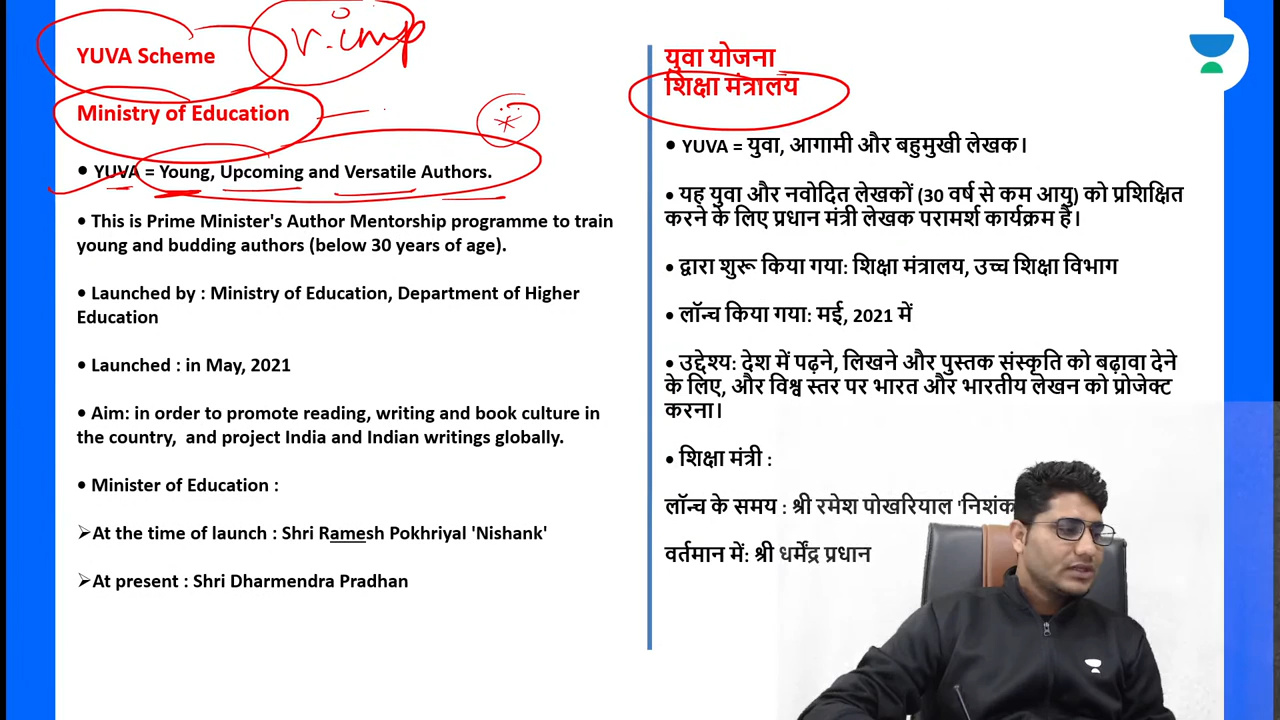 YUVA Scheme
v.imp
Ministry of Education
• YUVA = Young, Upcoming and Versatile Authors.
• This is Prime Minister's Author Mentorship programme to train
young and budding authors (below 30 years of age).
• Launched by : Ministry of Education, Department of Higher
Education
• Launched : in May, 2021
• Aim: in order to promote reading, writing and book culture in
the country, and project India and Indian writings globally.
• Minister of Education :
➢At the time of launch : Shri Ramesh Pokhriyal 'Nishank'
➢At present : Shri Dharmendra Pradhan
युवा योजना
शिक्षा मंत्रालय
• YUVA = युवा, आगामी और बहुमुखी लेखक।
• यह युवा और नवोदित लेखकों (30 वर्ष से कम आयु) को प्रशिक्षित
करने के लिए प्रधान मंत्री लेखक परामर्श कार्यक्रम है।
• द्वारा शुरू किया गया: शिक्षा मंत्रालय, उच्च शिक्षा विभाग
• लॉन्च किया गया: मई, 2021 में
• उद्देश्य: देश में पढ़ने, लिखने और पुस्तक संस्कृति को बढ़ावा देने
के लिए, और विश्व स्तर पर भारत और भारतीय लेखन को प्रोजेक्ट
करना।
• शिक्षा मंत्री :
लॉन्च के समय : श्री रमेश पोखरियाल 'निशंक
वर्तमान में: श्री धर्मेंद्र प्रधान